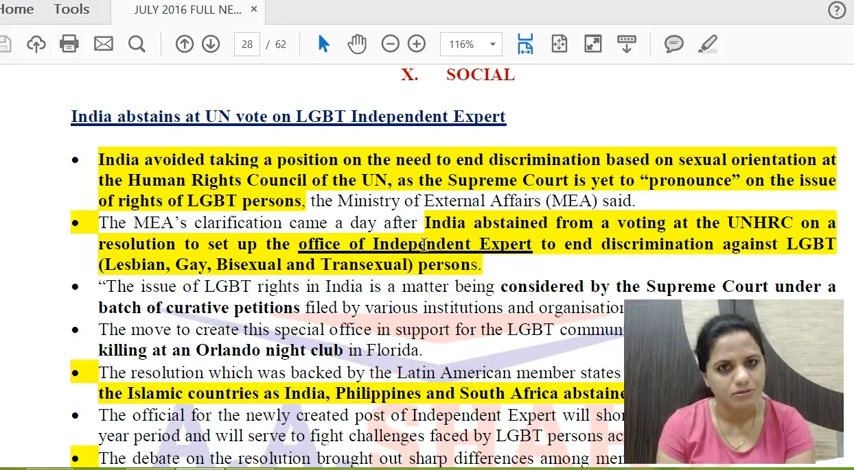 Home Tools JULY 2016 FULL NE... ×
28 / 62 116%
X. SOCIAL
India abstains at UN vote on LGBT Independent Expert
• India avoided taking a position on the need to end discrimination based on sexual orientation at
the Human Rights Council of the UN, as the Supreme Court is yet to “pronounce” on the issue
of rights of LGBT persons, the Ministry of External Affairs (MEA) said.
• The MEA’s clarification came a day after India abstained from a voting at the UNHRC on a
resolution to set up the office of Independent Expert to end discrimination against LGBT
(Lesbian, Gay, Bisexual and Transexual) persons.
• “The issue of LGBT rights in India is a matter being considered by the Supreme Court under a
batch of curative petitions filed by various institutions and organisation
• The move to create this special office in support for the LGBT commun
killing at an Orlando night club in Florida.
• The resolution which was backed by the Latin American member states
the Islamic countries as India, Philippines and South Africa abstaine
• The official for the newly created post of Independent Expert will shor
year period and will serve to fight challenges faced by LGBT persons ac
• The debate on the resolution brought out sharp differences among mem